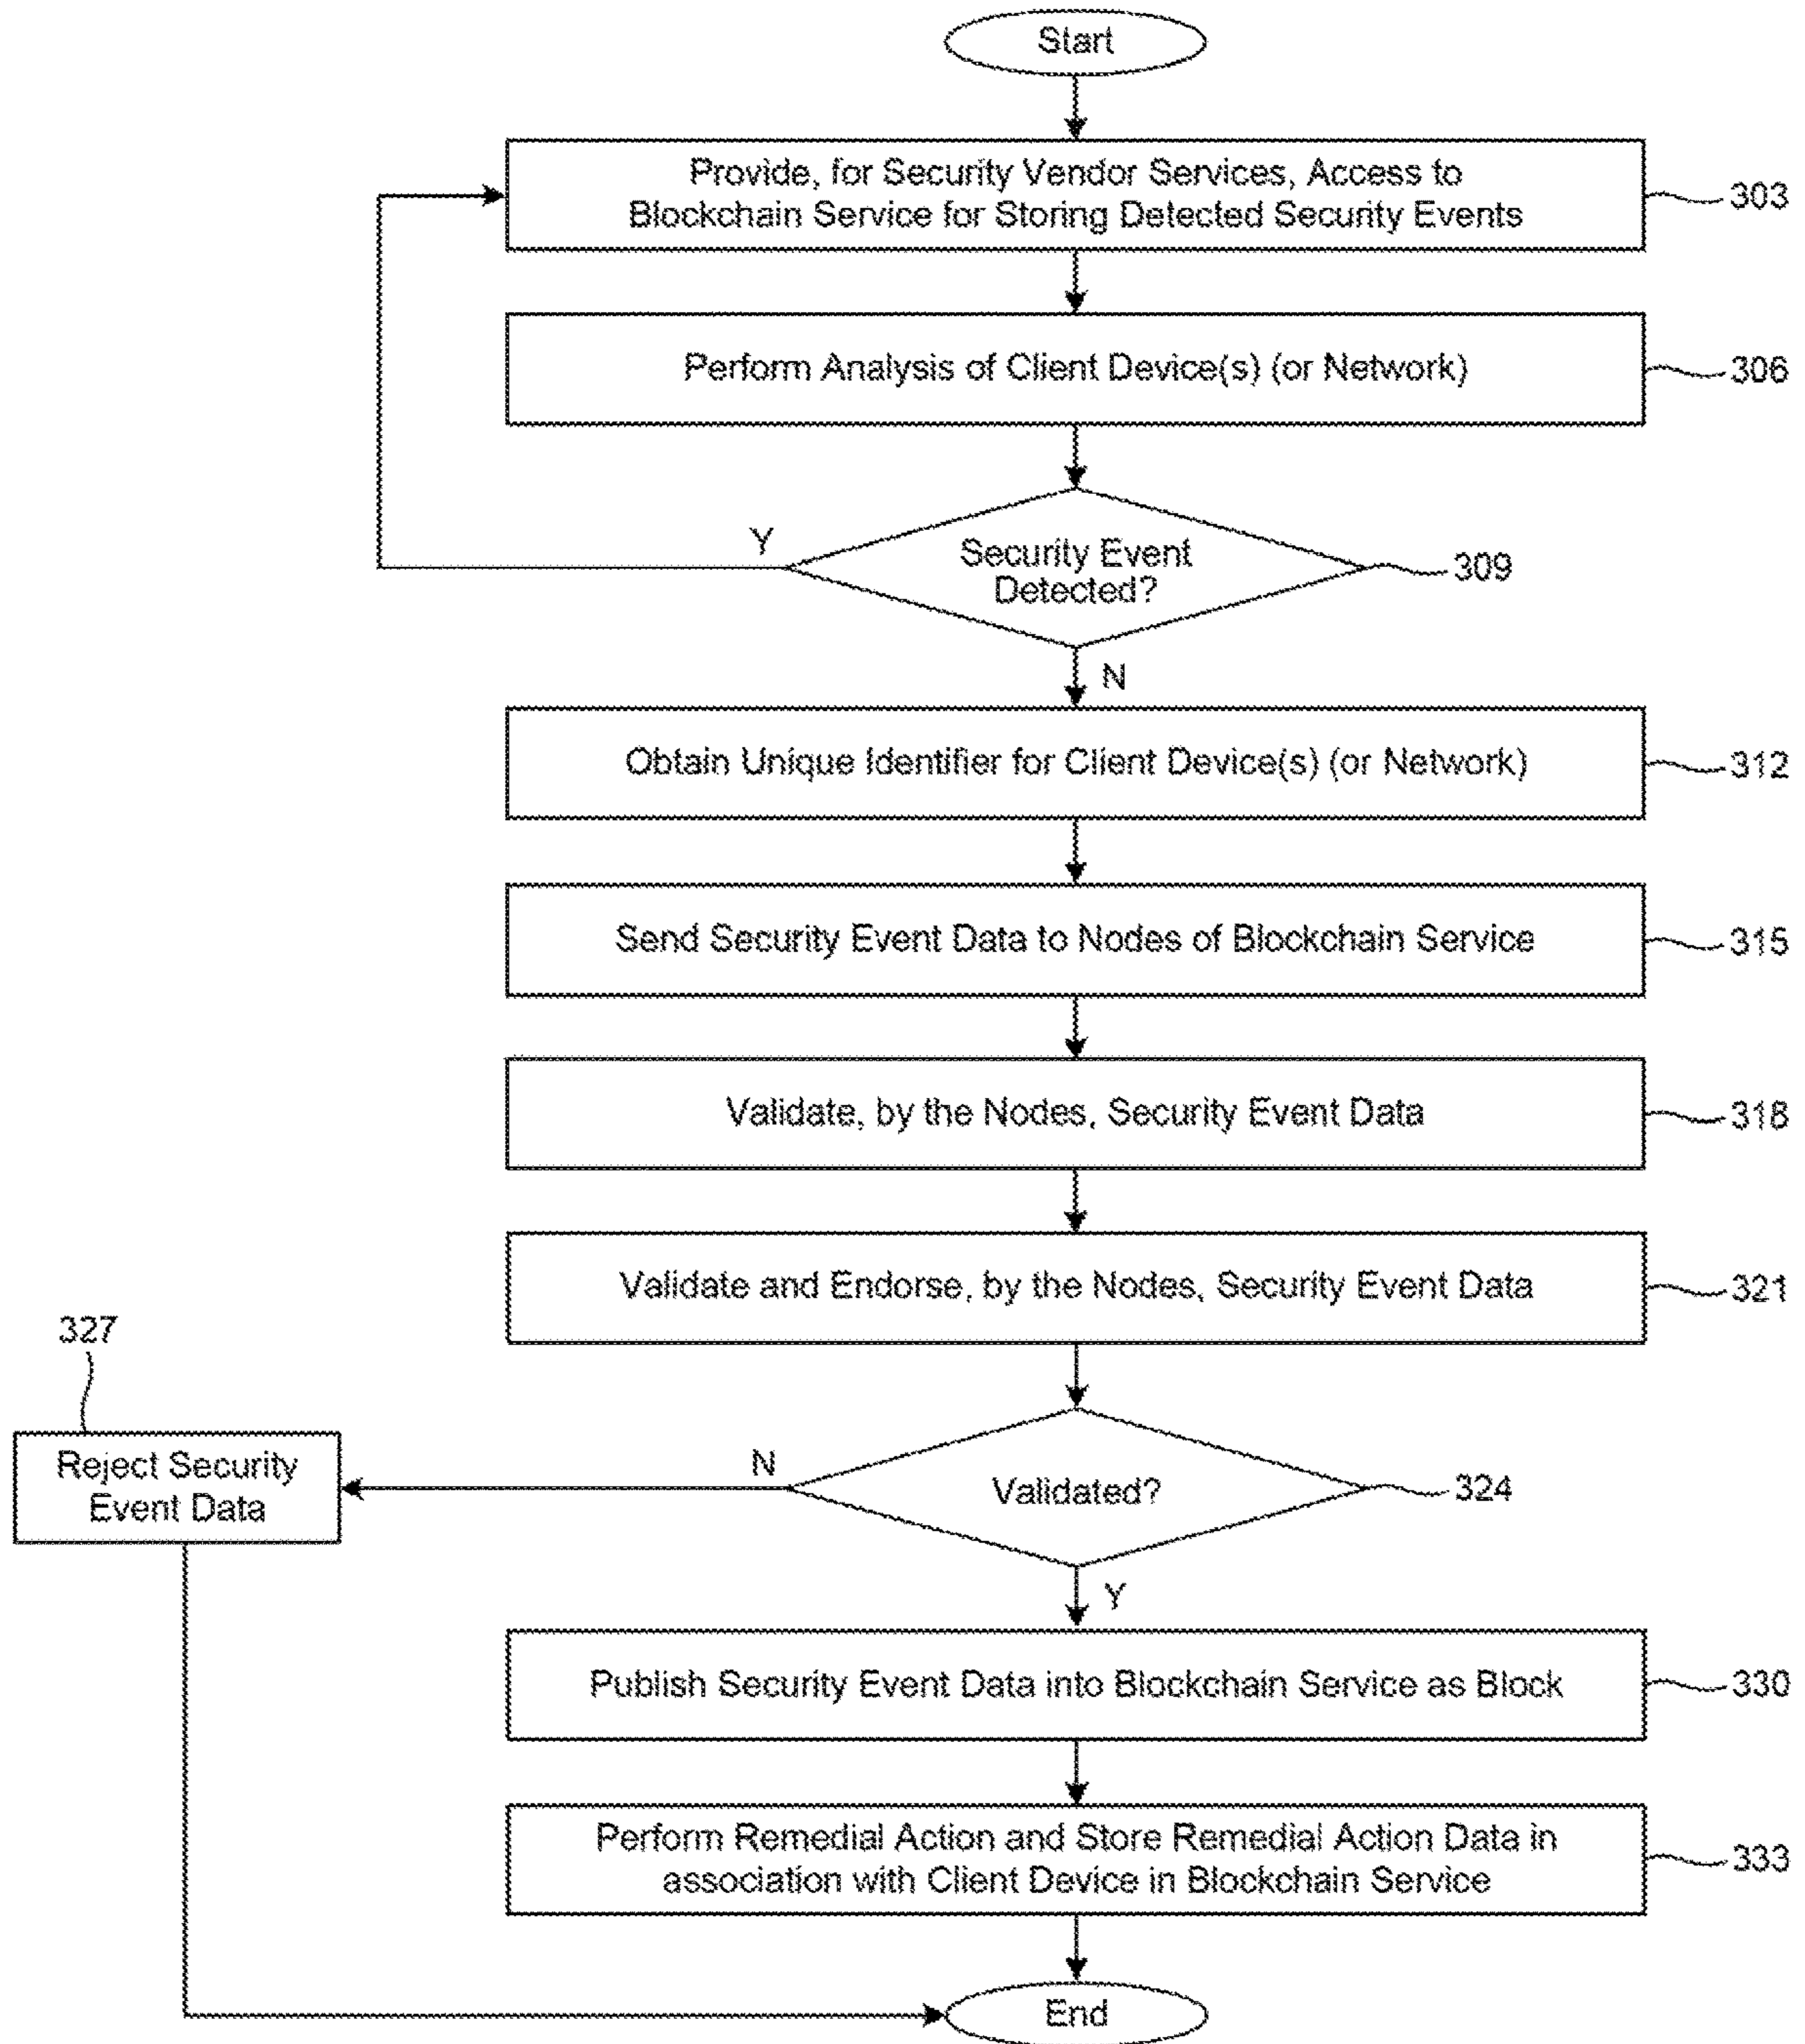 Start
Provide, for Security Vendor Services, Access to
Blockchain Service for Storing Detected Security Events
303
Perform Analysis of Client Device(s) (or Network)
306
Y
Security Event
Detected?
309
N
Obtain Unique Identifier for Client Device(s) (or Network)
312
Send Security Event Data to Nodes of Blockchain Service
315
Validate, by the Nodes, Security Event Data
318
Validate and Endorse, by the Nodes, Security Event Data
321
327
Reject Security
Event Data
N
Validated?
324
Y
Publish Security Event Data into Blockchain Service as Block
330
Perform Remedial Action and Store Remedial Action Data in
association with Client Device in Blockchain Service
333
End